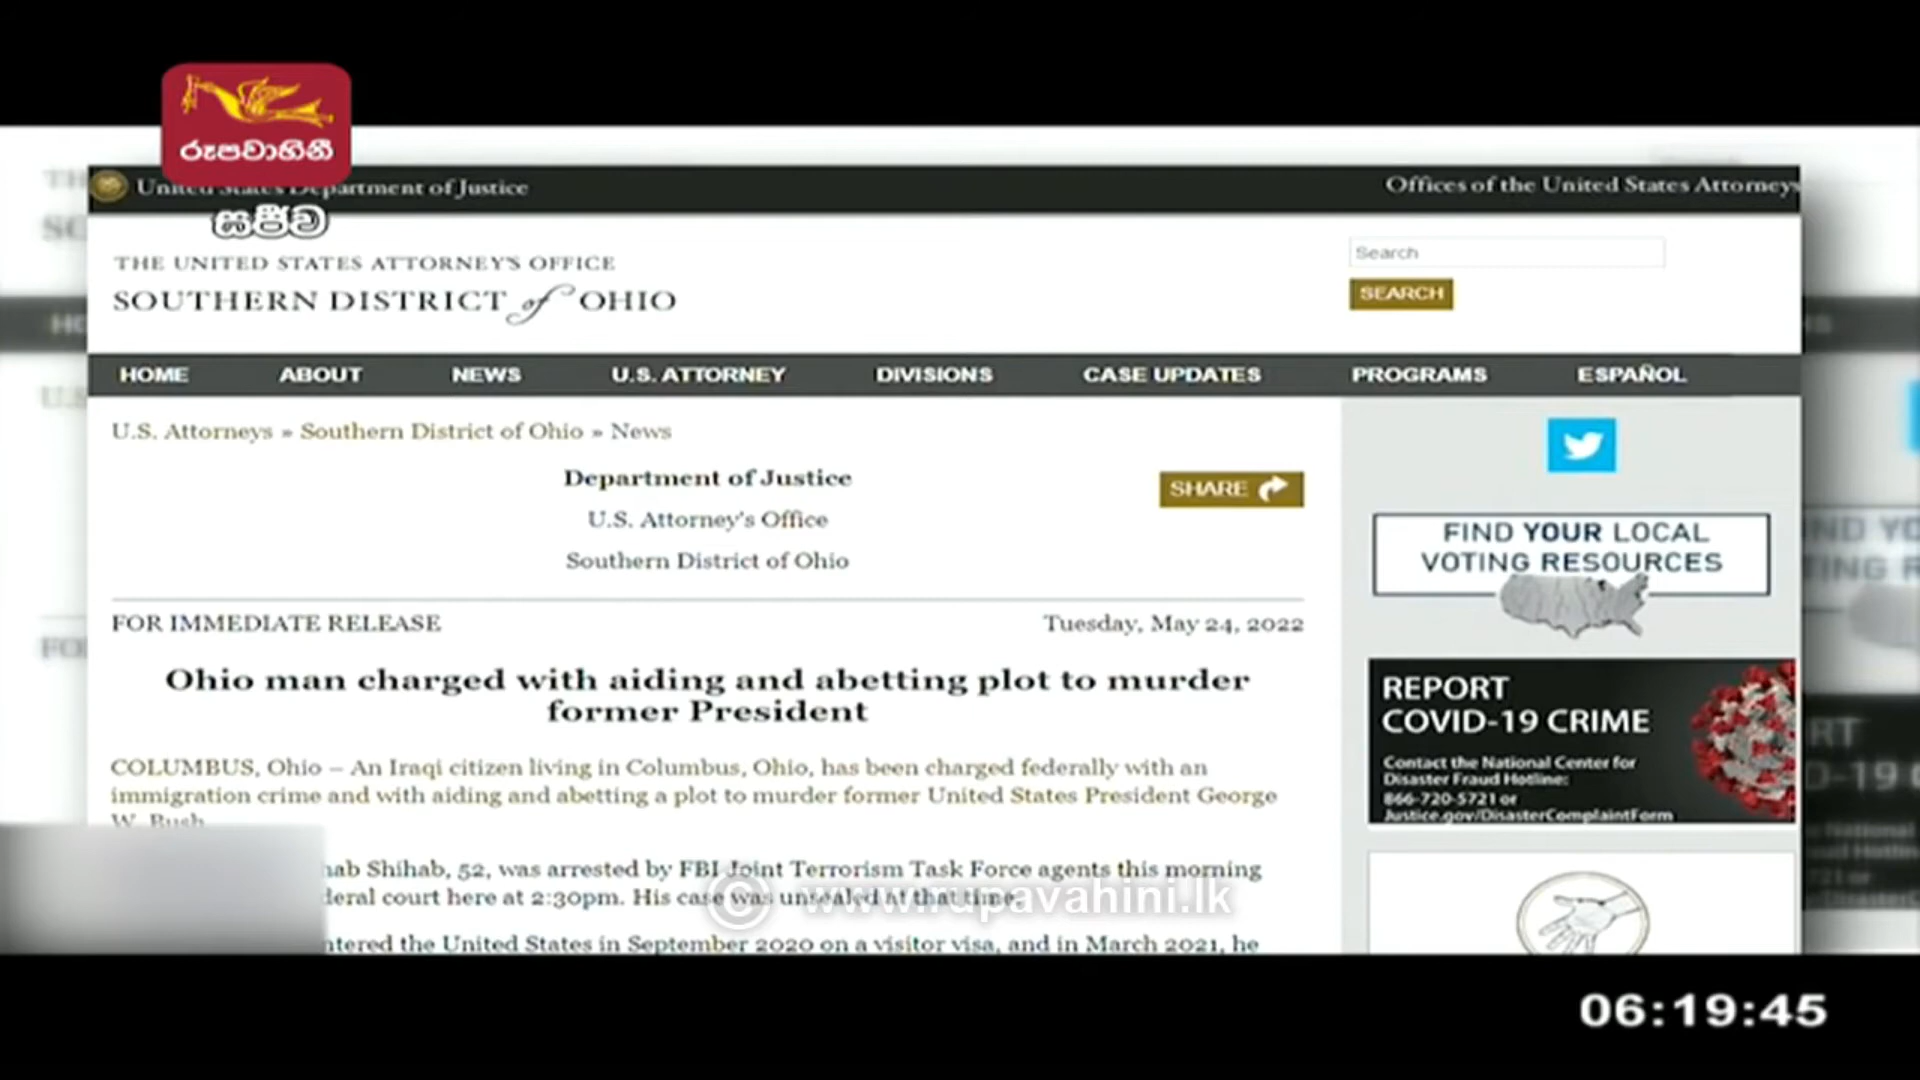 රූපවාහිනී
සජීව
United States Department of Justice
Offices of the United States Attorneys
THE UNITED STATES ATTORNEY'S OFFICE
SOUTHERN DISTRICT of OHIO
Search
SEARCH
HOME ABOUT NEWS U.S. ATTORNEY DIVISIONS CASE UPDATES PROGRAMS ESPAÑOL
U.S. Attorneys » Southern District of Ohio » News
Department of Justice
SHARE
U.S. Attorney's Office
Southern District of Ohio
FOR IMMEDIATE RELEASE
Tuesday, May 24, 2022
Ohio man charged with aiding and abetting plot to murder
former President
COLUMBUS, Ohio – An Iraqi citizen living in Columbus, Ohio, has been charged federally with an
immigration crime and with aiding and abetting a plot to murder former United States President George
W. Bush
Shihab, 52, was arrested by FBI Joint Terrorism Task Force agents this morning
court here at 2:30pm. His case was unsealed at that time.
the United States in September 2020 on a visitor visa, and in March 2021, he
FIND YOUR LOCAL
VOTING RESOURCES
REPORT
COVID-19 CRIME
Contact the National Center for
Disaster Fraud Hotline:
866-720-5721 or
Justice.gov/DisasterComplaintForm
© www.rupavahini.lk
06:19:45